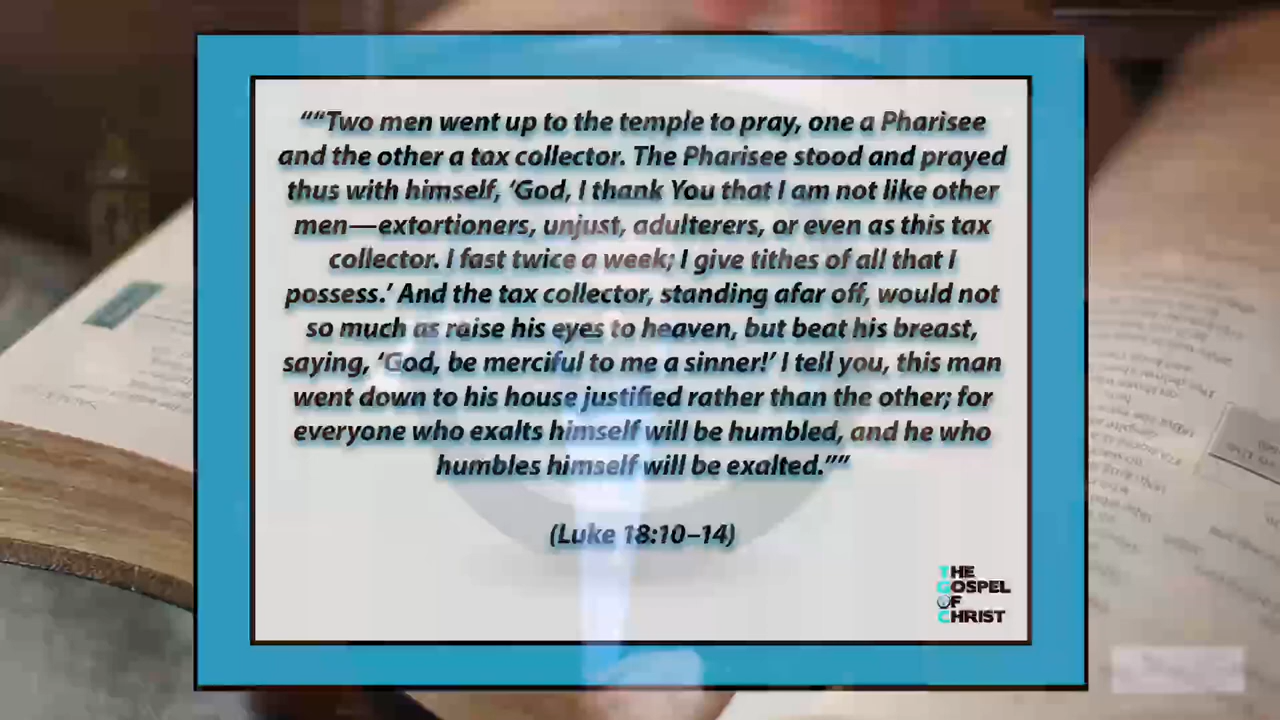 ““Two men went up to the temple to pray, one a Pharisee
and the other a tax collector. The Pharisee stood and prayed
thus with himself, ‘God, I thank You that I am not like other
men—extortioners, unjust, adulterers, or even as this tax
collector. I fast twice a week; I give tithes of all that I
possess.’ And the tax collector, standing afar off, would not
so much as raise his eyes to heaven, but beat his breast,
saying, ‘God, be merciful to me a sinner!’ I tell you, this man
went down to his house justified rather than the other; for
everyone who exalts himself will be humbled, and he who
humbles himself will be exalted.””
(Luke 18:10–14)
THE
GOSPEL
OF
CHRIST